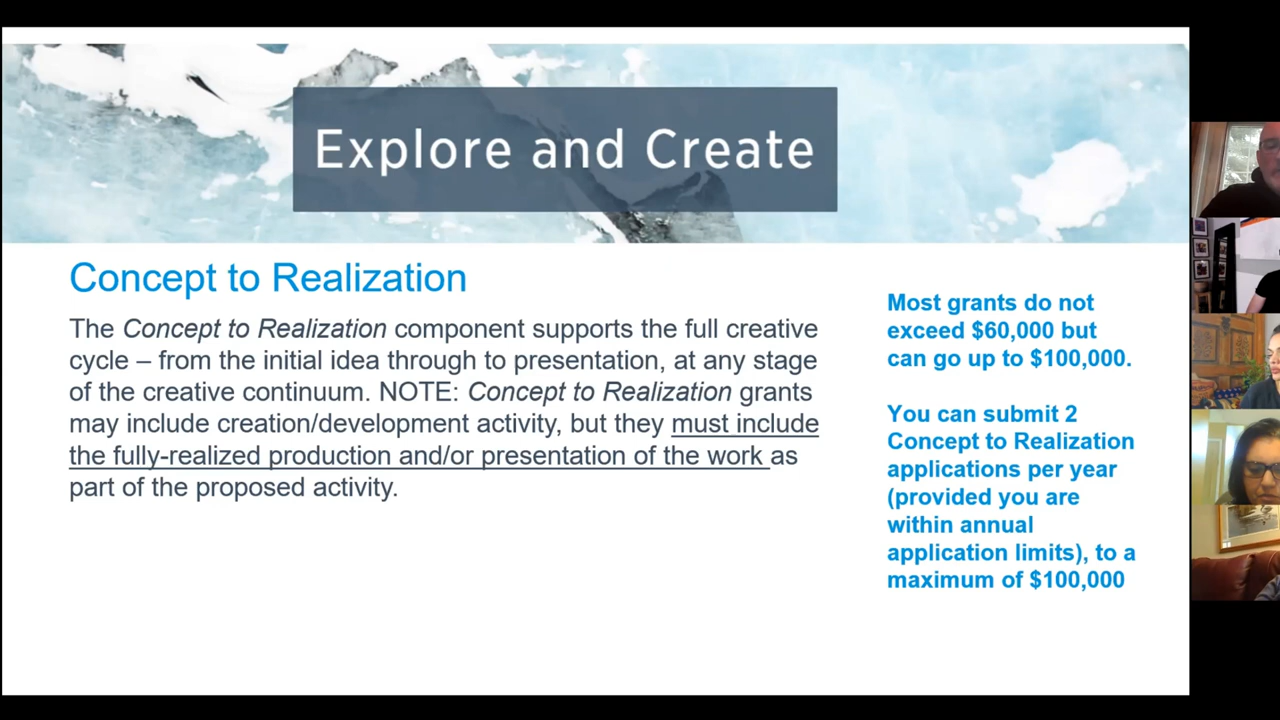 Explore and Create
Concept to Realization
The Concept to Realization component supports the full creative
cycle – from the initial idea through to presentation, at any stage
of the creative continuum. NOTE: Concept to Realization grants
may include creation/development activity, but they must include
the fully-realized production and/or presentation of the work as
part of the proposed activity.
Most grants do not
exceed $60,000 but
can go up to $100,000.
You can submit 2
Concept to Realization
applications per year
(provided you are
within annual
application limits), to a
maximum of $100,000